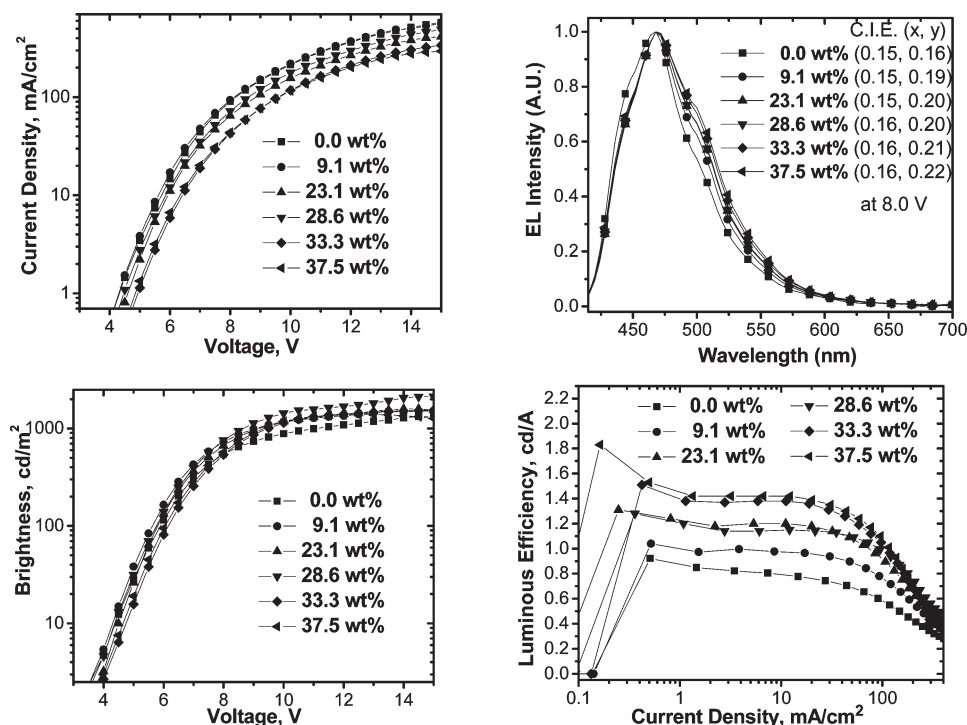 Current Density, mA/cm²
100
10
1
0.0 wt%
9.1 wt%
23.1 wt%
28.6 wt%
33.3 wt%
37.5 wt%
4 6 8 10 12 14
Voltage, V
EL Intensity (A.U.)
1.0
0.8
0.6
0.4
0.2
0.0
C.I.E. (x, y)
0.0 wt% (0.15, 0.16)
9.1 wt% (0.15, 0.19)
23.1 wt% (0.15, 0.20)
28.6 wt% (0.16, 0.20)
33.3 wt% (0.16, 0.21)
37.5 wt% (0.16, 0.22)
at 8.0 V
450 500 550 600 650 700
Wavelength (nm)
Brightness, cd/m²
1000
100
10
0.0 wt%
9.1 wt%
23.1 wt%
28.6 wt%
33.3 wt%
37.5 wt%
4 6 8 10 12 14
Voltage, V
Luminous Efficiency, cd/A
2.2
2.0
1.8
1.6
1.4
1.2
1.0
0.8
0.6
0.4
0.2
0.0
0.0 wt% 28.6 wt%
9.1 wt% 33.3 wt%
23.1 wt% 37.5 wt%
0.1 1 10 100
Current Density, mA/cm²